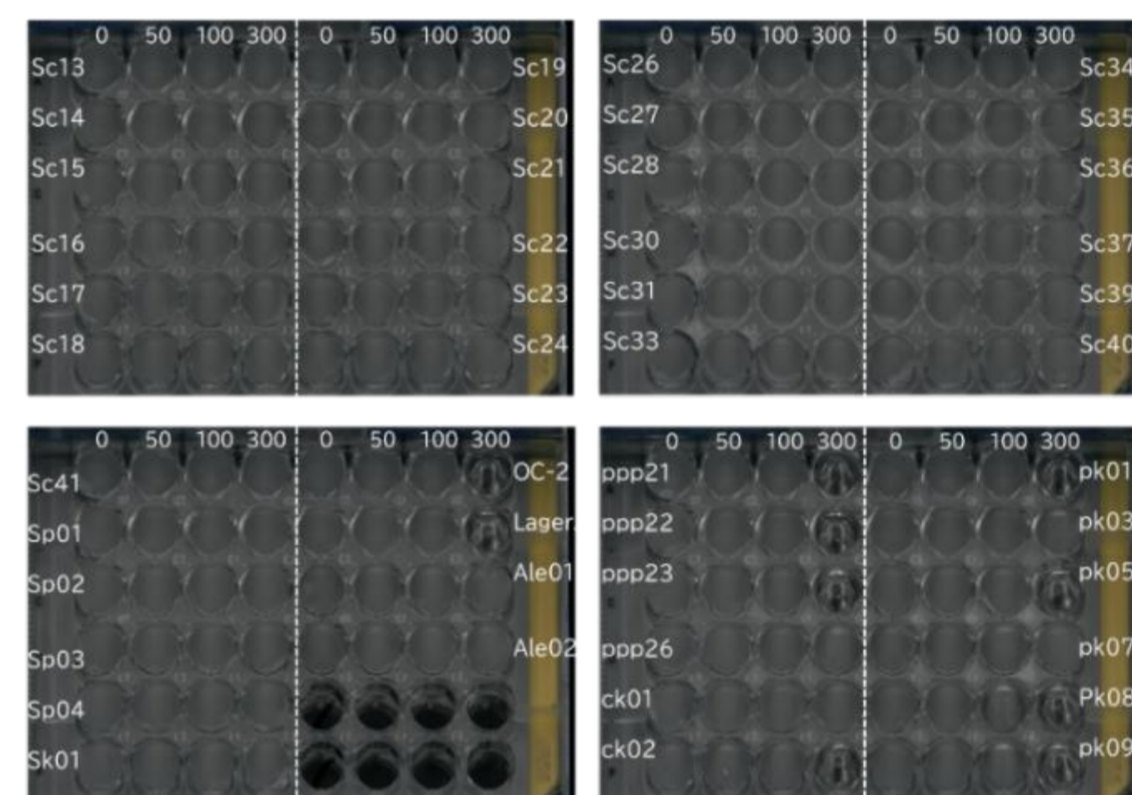 0 50 100 300 0 50 100 300
Sc13 Sc19
Sc14 Sc20
Sc15 Sc21
Sc16 Sc22
Sc17 Sc23
Sc18 Sc24
0 50 100 300 0 50 100 300
Sc26 Sc34
Sc27 Sc35
Sc28 Sc36
Sc30 Sc37
Sc31 Sc39
Sc33 Sc40
0 50 100 300 0 50 100 300
Sc41 OC-2
Sp01 Lager.
Sp02 Ale01
Sp03 Ale02
Sp04
Sk01
0 50 100 300 0 50 100 300
ppp21 pk01
ppp22 pk03
ppp23 pk05
ppp26 pk07
ck01 Pk08
ck02 pk09